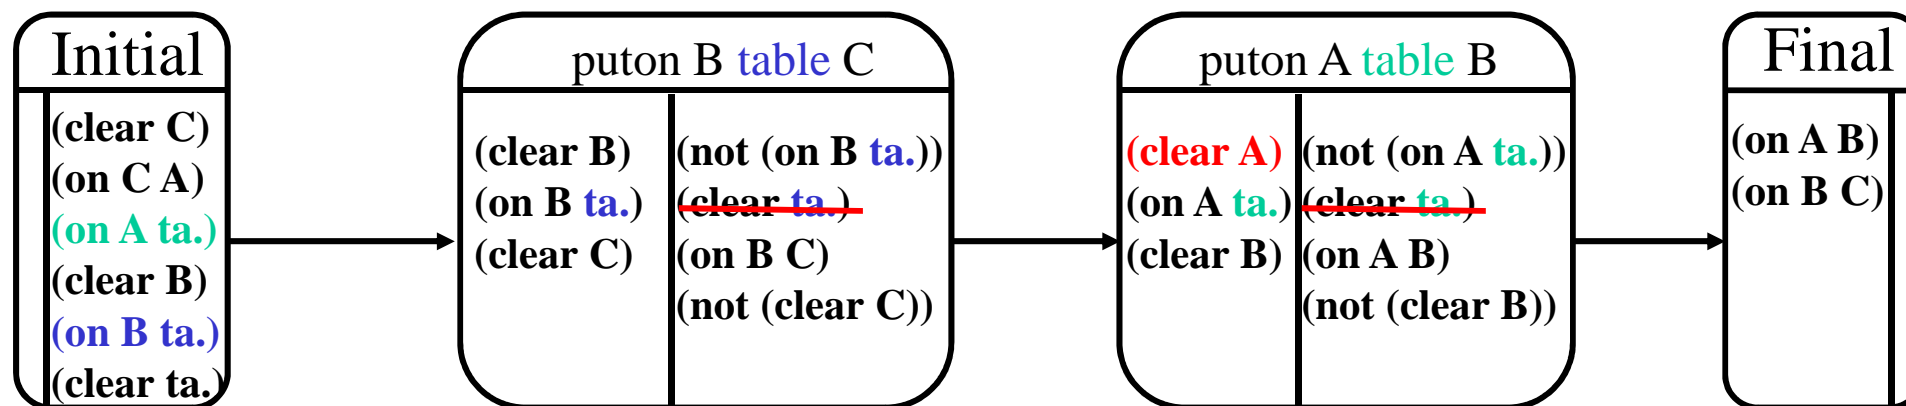 Initial
(clear C)
(on C A)
(on A ta.)
(clear B)
(on B ta.)
(clear ta.)
puton B table C
(clear B)
(on B ta.)
(clear C)
(not (on B ta.))
(clear ta.)
(on B C)
(not (clear C))
puton A table B
(clear A)
(on A ta.)
(clear B)
(not (on A ta.))
(clear ta.)
(on A B)
(not (clear B))
Final
(on A B)
(on B C)